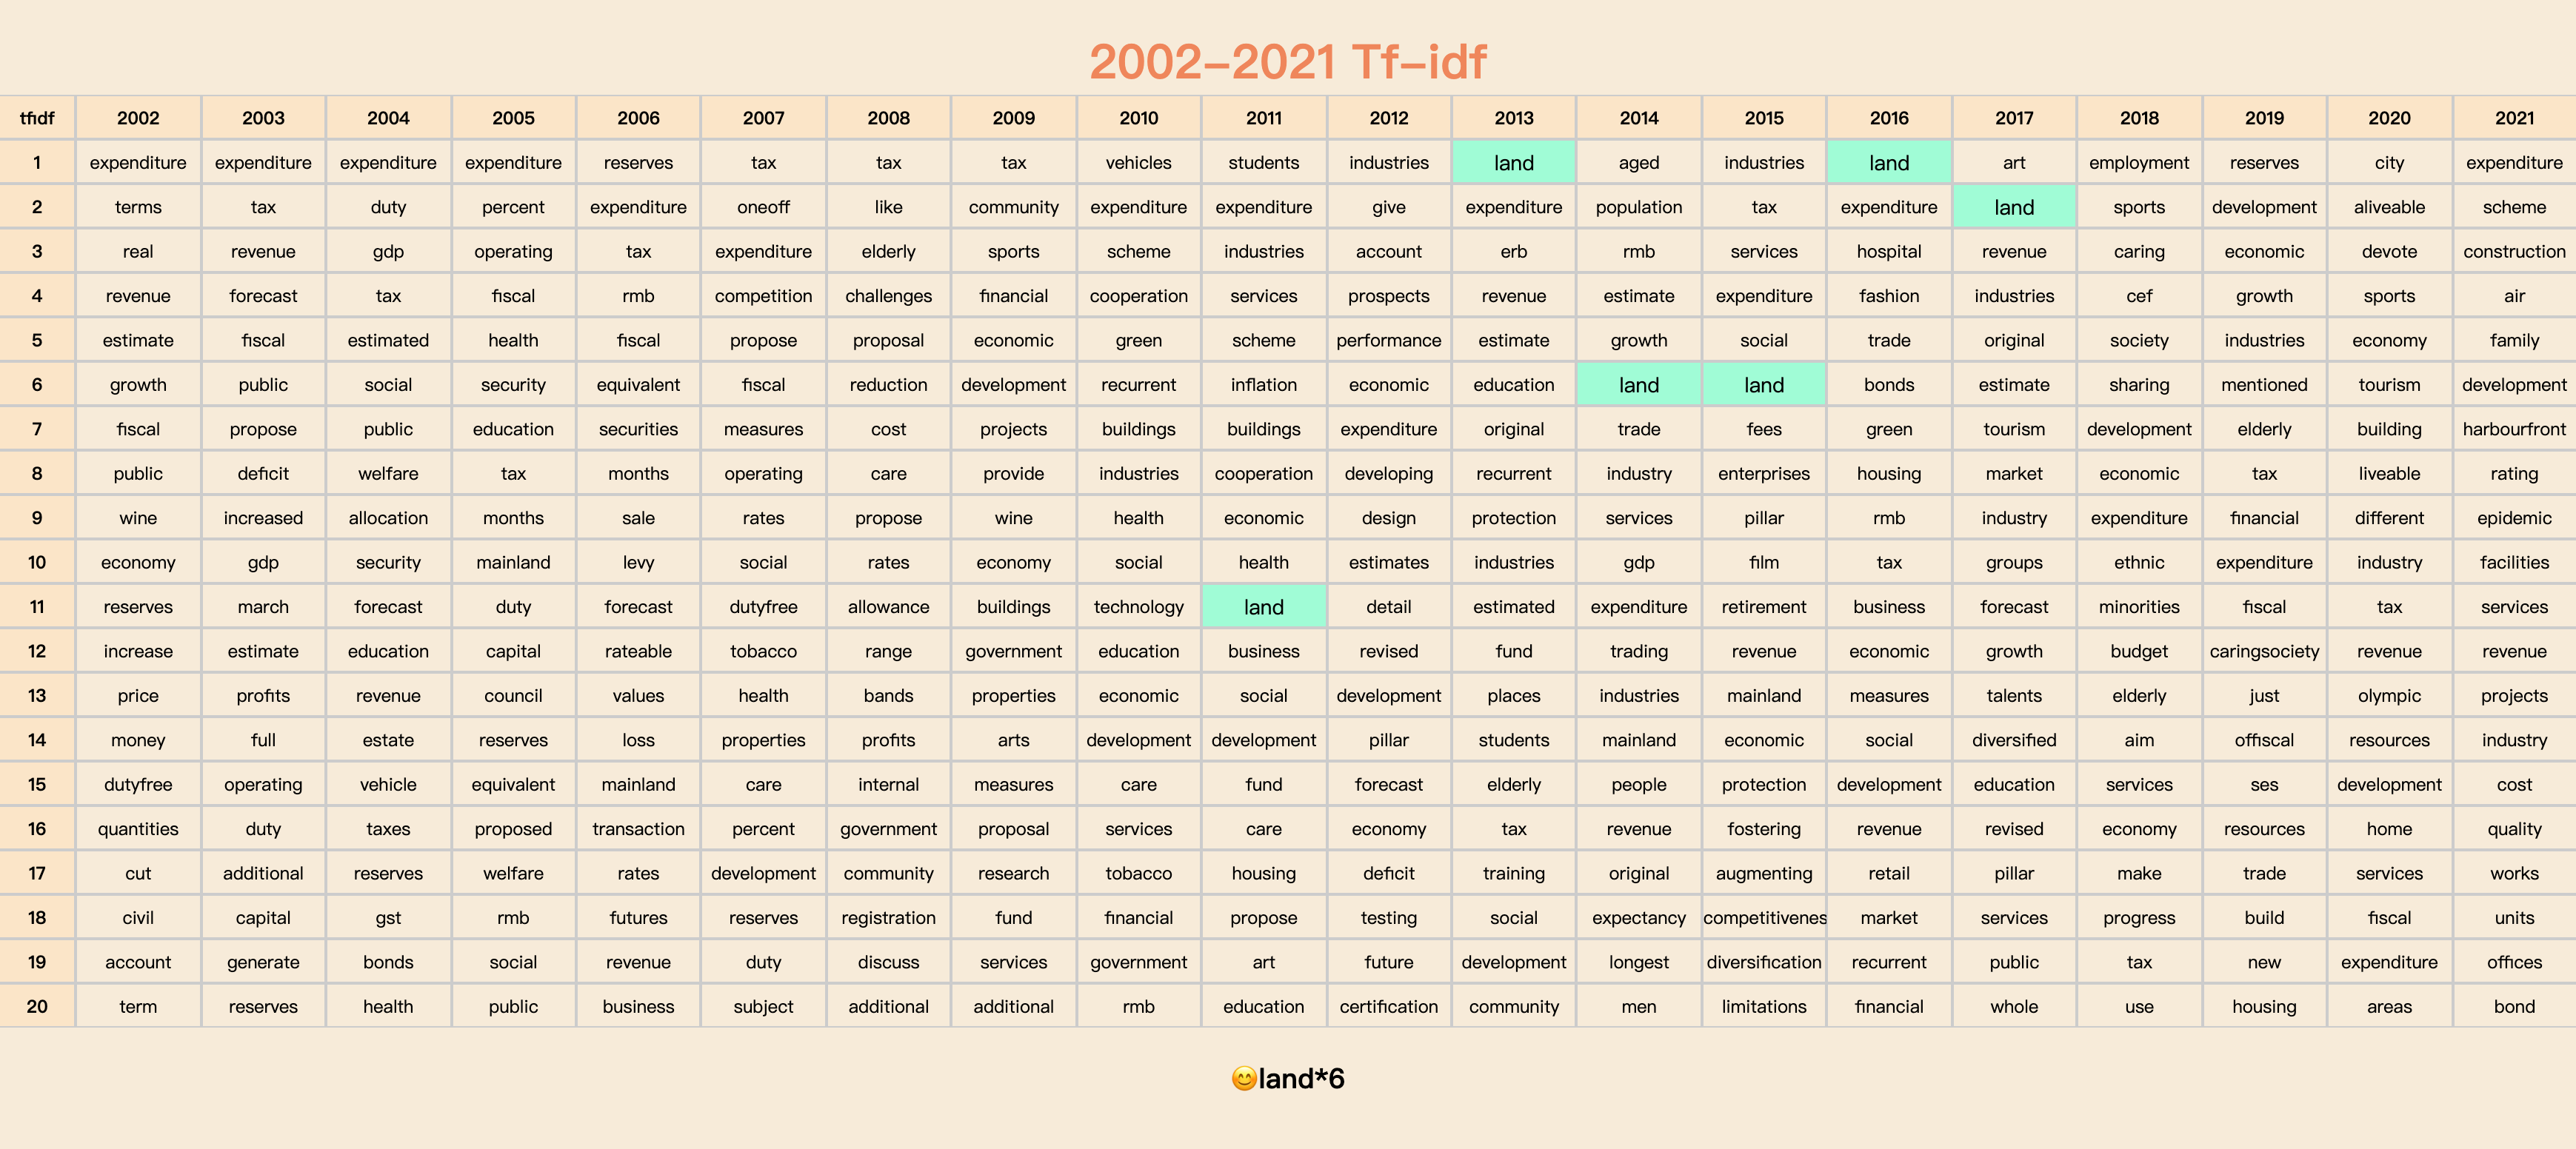 2002–2021 Tf–idf
tfidf 2002 2003 2004 2005 2006 2007 2008 2009 2010 2011 2012 2013 2014 2015 2016 2017 2018 2019 2020 2021
1 expenditure expenditure expenditure expenditure reserves tax tax tax vehicles students industries land aged industries land art employment reserves city expenditure
2 terms tax duty percent expenditure oneoff like community expenditure expenditure give expenditure population tax expenditure land sports development aliveable scheme
3 real revenue gdp operating tax expenditure elderly sports scheme industries account erb rmb services hospital revenue caring economic devote construction
4 revenue forecast tax fiscal rmb competition challenges financial cooperation services prospects revenue estimate expenditure fashion industries cef growth sports air
5 estimate fiscal estimated health fiscal propose proposal economic green scheme performance estimate growth social trade original society industries economy family
6 growth public social security equivalent fiscal reduction development recurrent inflation economic education land land bonds estimate sharing mentioned tourism development
7 fiscal propose public education securities measures cost projects buildings buildings expenditure original trade fees green tourism development elderly building harbourfront
8 public deficit welfare tax months operating care provide industries cooperation developing recurrent industry enterprises housing market economic tax liveable rating
9 wine increased allocation months sale rates propose wine health economic design protection services pillar rmb industry expenditure financial different epidemic
10 economy gdp security mainland levy social rates economy social health estimates industries gdp film tax groups ethnic expenditure industry facilities
11 reserves march forecast duty forecast dutyfree allowance buildings technology land detail estimated expenditure retirement business forecast minorities fiscal tax services
12 increase estimate education capital rateable tobacco range government education business revised fund trading revenue economic growth budget caringsociety revenue revenue
13 price profits revenue council values health bands properties economic social development places industries mainland measures talents elderly just olympic projects
14 money full estate reserves loss properties profits arts development development pillar students mainland economic social diversified aim offiscal resources industry
15 dutyfree operating vehicle equivalent mainland care internal measures care fund forecast elderly people protection development education services ses development cost
16 quantities duty taxes proposed transaction percent government proposal services care economy tax revenue fostering revenue revised economy resources home quality
17 cut additional reserves welfare rates development community research tobacco housing deficit training original augmenting retail pillar make trade services works
18 civil capital gst rmb futures reserves registration fund financial propose testing social expectancy competitivenes market services progress build fiscal units
19 account generate bonds social revenue duty discuss services government art future development longest diversification recurrent public tax new expenditure offices
20 term reserves health public business subject additional additional rmb education certification community men limitations financial whole use housing areas bond
😊land*6